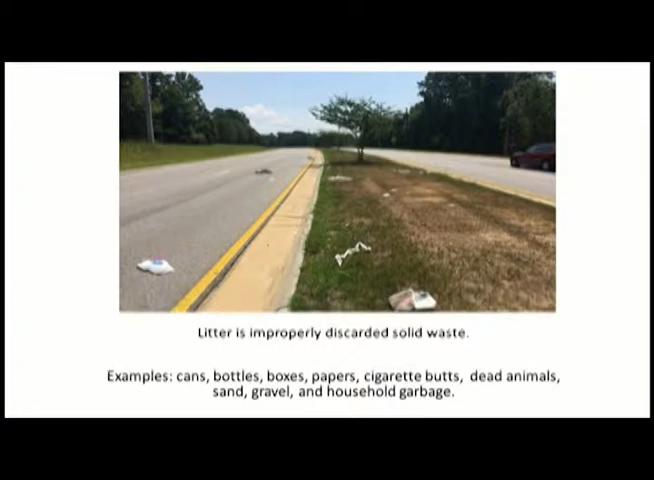 Litter is improperly discarded solid waste.
Examples: cans, bottles, boxes, papers, cigarette butts, dead animals,
sand, gravel, and household garbage.